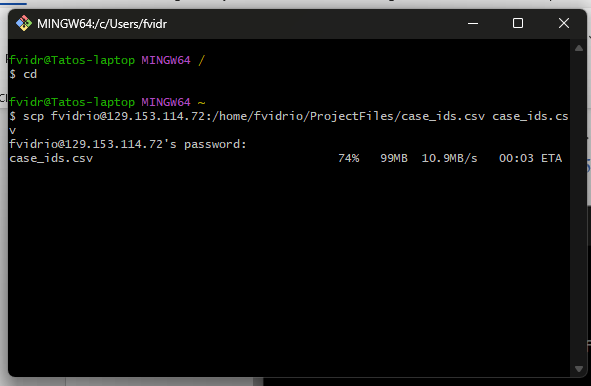 MINGW64:/c/Users/fvidr
fvidr@Tatos-laptop MINGW64 /
$ cd
fvidr@Tatos-laptop MINGW64 ~
$ scp fvidrio@129.153.114.72:/home/fvidrio/ProjectFiles/case_ids.csv case_ids.cs
v
fvidrio@129.153.114.72's password:
case_ids.csv 74% 99MB 10.9MB/s 00:03 ETA